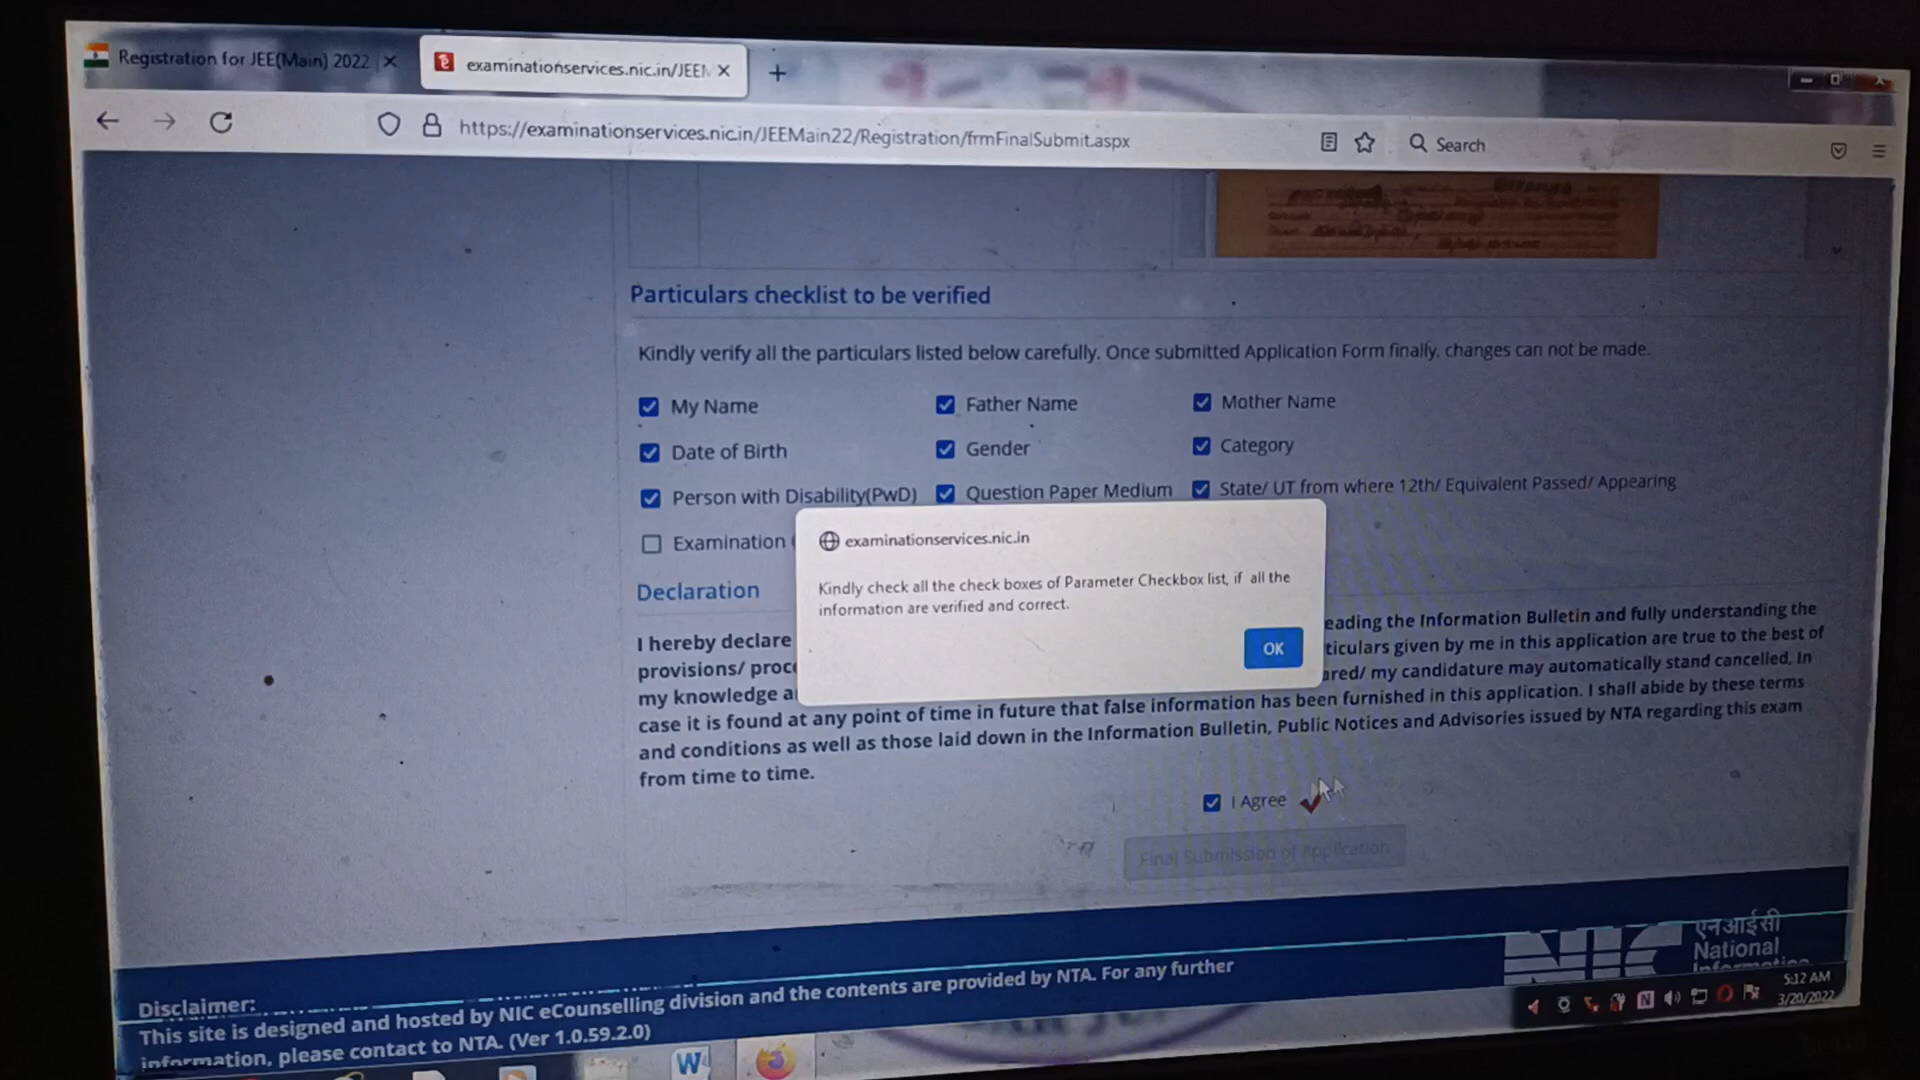 Registration for JEE(Main) 2022
examinationservices.nic.in/JEEM
https://examinationservices.nic.in/JEEMain22/Registration/frmFinalSubmit.aspx
Search
Particulars checklist to be verified
Kindly verify all the particulars listed below carefully. Once submitted Application Form finally, changes can not be made.
My Name Father Name Mother Name
Date of Birth Gender Category
Person with Disability(PwD) Question Paper Medium State/ UT from where 12th/ Equivalent Passed/ Appearing
Examination
examinationservices.nic.in
Kindly check all the check boxes of Parameter Checkbox list, if all the
information are verified and correct.
OK
Declaration
I hereby declare eading the Information Bulletin and fully understanding the
provisions/ proce ticulars given by me in this application are true to the best of
my knowledge a ared/ my candidature may automatically stand cancelled, In
case it is found at any point of time in future that false information has been furnished in this application. I shall abide by these terms
and conditions as well as those laid down in the Information Bulletin, Public Notices and Advisories issued by NTA regarding this exam
from time to time.
I Agree
Final Submission of Application
Disclaimer:
This site is designed and hosted by NIC eCounselling division and the contents are provided by NTA. For any further
information, please contact to NTA. (Ver 1.0.59.2.0)
NIC
एनआईसी
National
Informatics
5:12 AM
3/20/2022